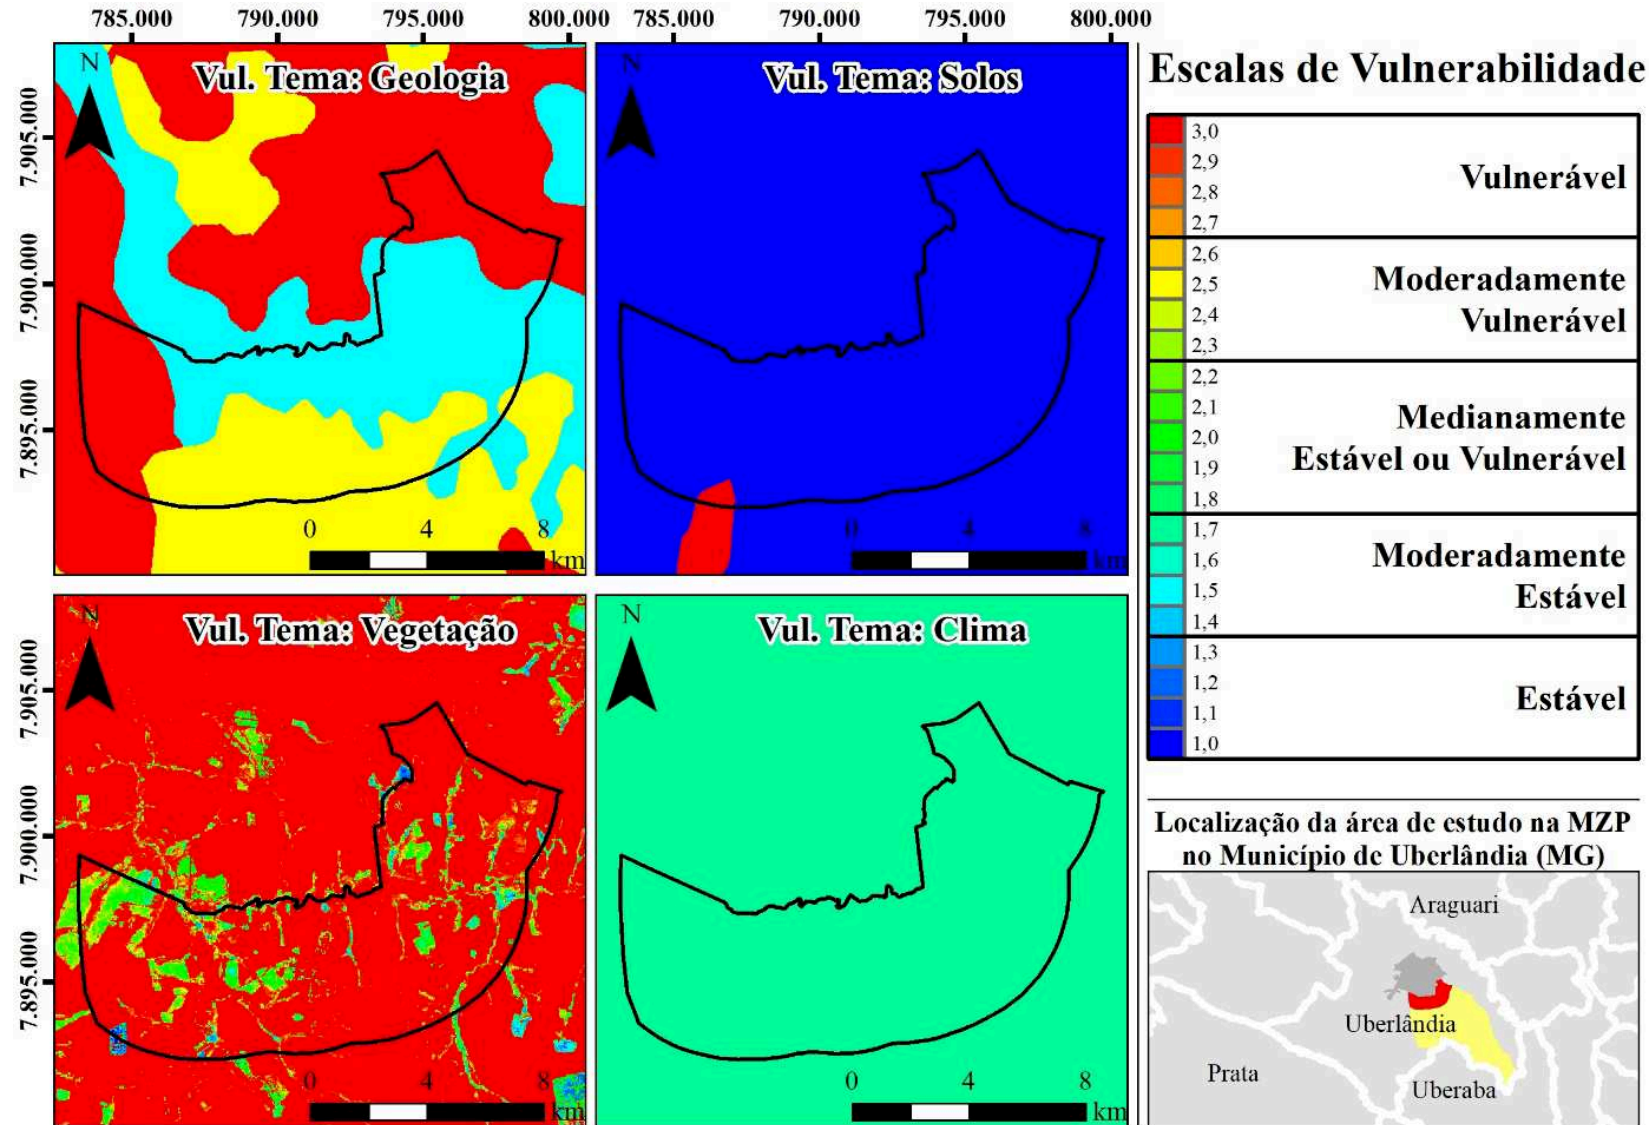 785.000 790.000 795.000 800.000 785.000 790.000 795.000 800.000
N
Vul. Tema: Geologia
N
Vul. Tema: Solos
7.905.000
7.900.000
7.895.000
0 4 8
km
0 4 8
km
N
Vul. Tema: Vegetação
N
Vul. Tema: Clima
7.905.000
7.900.000
7.895.000
0 4 8
km
0 4 8
km
Escalas de Vulnerabilidade
3,0
2,9
2,8
2,7
Vulnerável
2,6
2,5
2,4
2,3
Moderadamente
Vulnerável
2,2
2,1
2,0
1,9
1,8
Medianamente
Estável ou Vulnerável
1,7
1,6
1,5
1,4
Moderadamente
Estável
1,3
1,2
1,1
1,0
Estável
Localização da área de estudo na MZP
no Município de Uberlândia (MG)
Araguari
Uberlândia
Prata
Uberaba